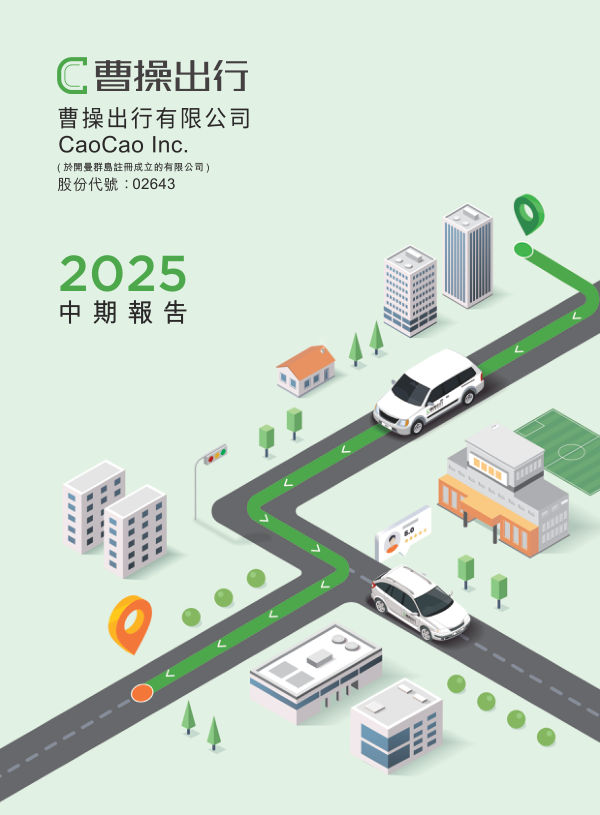 曹操出行
曹操出行有限公司
CaoCao Inc.
(於開曼群島註冊成立的有限公司)
股份代號：02643
2025
中期報告
5.0